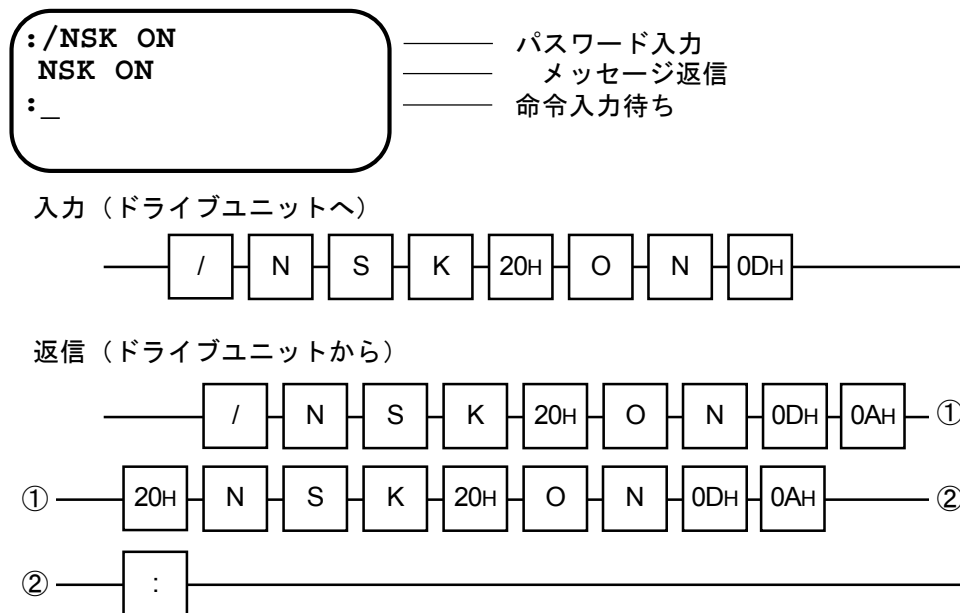 :/NSK ON パスワード入力
NSK ON メッセージ返信
:_ 命令入力待ち
入力（ドライブユニットへ）
/ N S K 20H O N 0DH
返信（ドライブユニットから）
/ N S K 20H O N 0DH 0AH ①
① 20H N S K 20H O N 0DH 0AH ②
② :